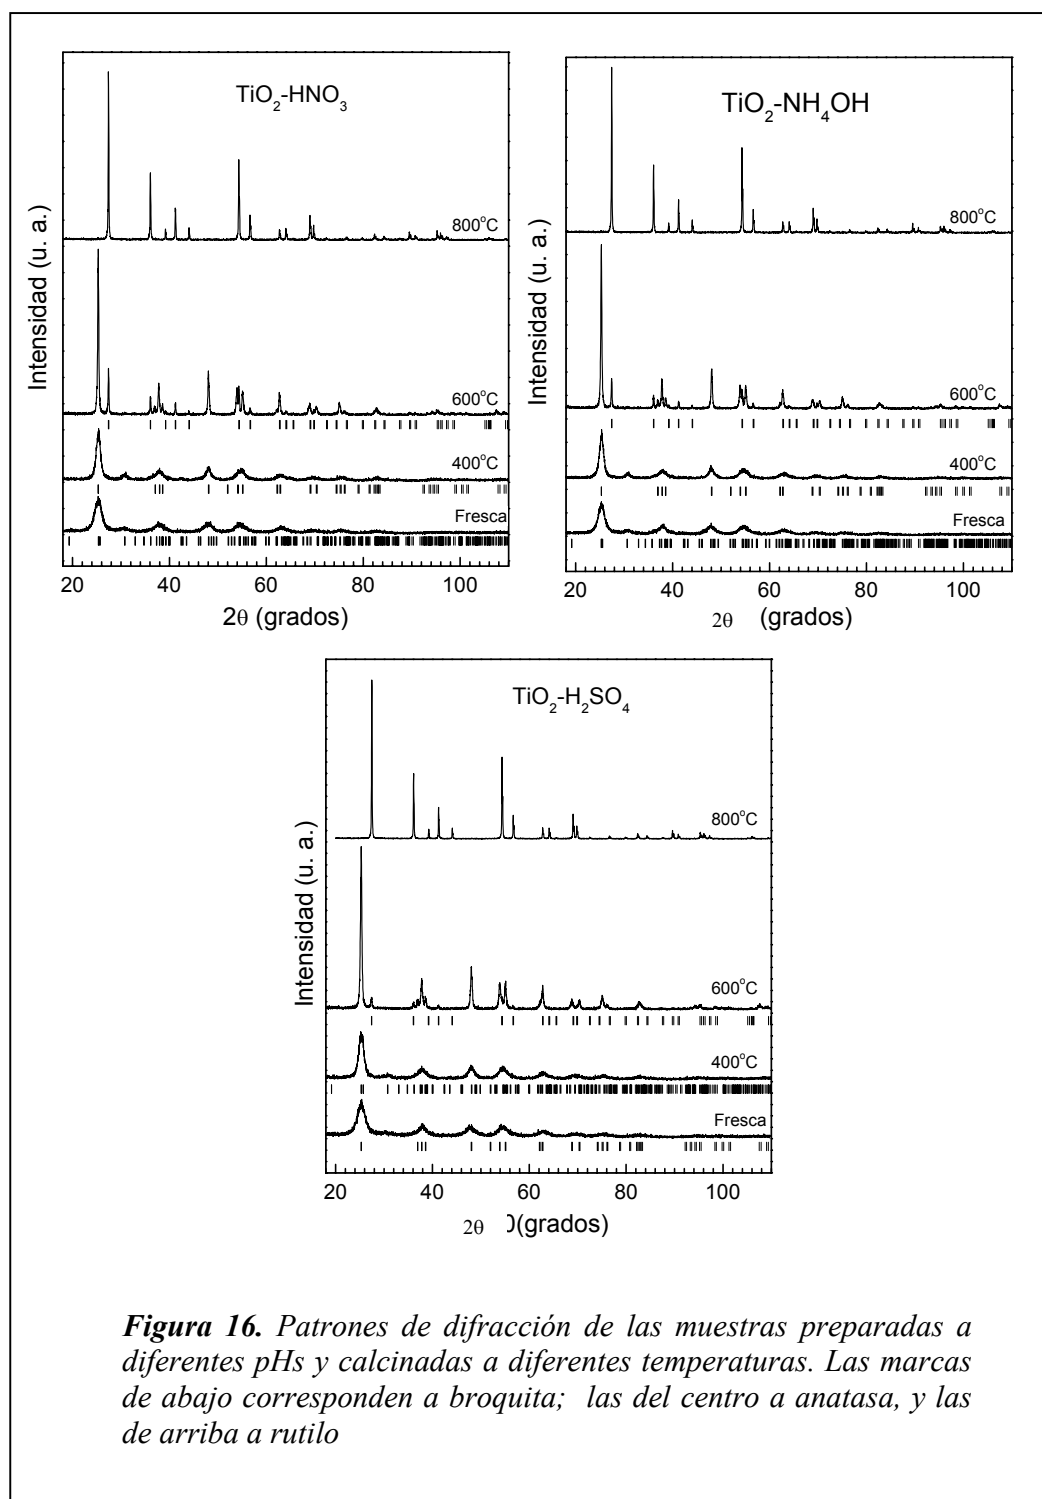 TiO2-HNO3
Intensidad (u. a.)
800°C
600°C
400°C
Fresca
20 40 60 80 100
2θ (grados)
TiO2-NH4OH
Intensidad (u. a.)
800°C
600°C
400°C
Fresca
20 40 60 80 100
2θ (grados)
TiO2-H2SO4
Intensidad (u. a.)
800°C
600°C
400°C
Fresca
20 40 60 80 100
2θ (grados)
Figura 16. Patrones de difracción de las muestras preparadas a
diferentes pHs y calcinadas a diferentes temperaturas. Las marcas
de abajo corresponden a broquita; las del centro a anatasa, y las
de arriba a rutilo